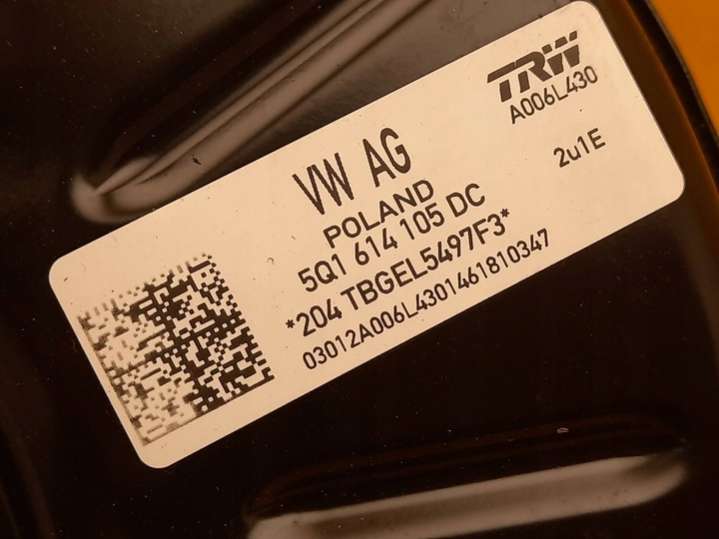 TRW
A006L430
2u1E
VW AG
POLAND
5Q1 614 105 DC
*204 TBGEL5497F3*
03012A006L4301461810347